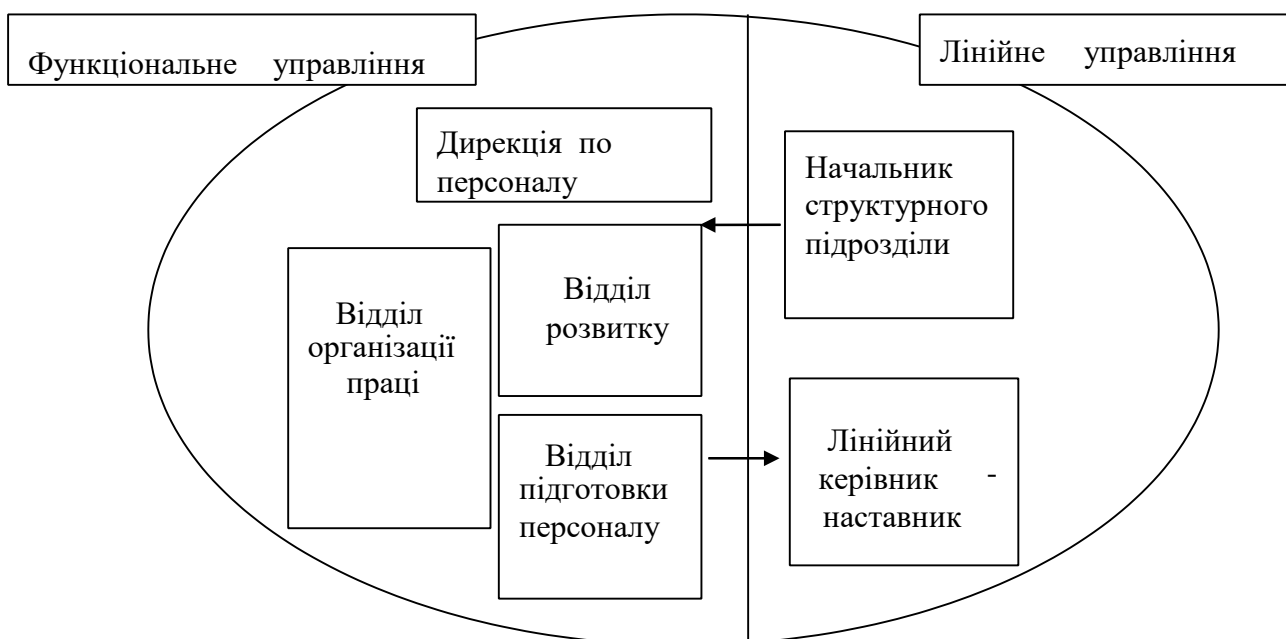 Функціональне управління
Лінійне управління
Дирекція по
персоналу
Начальник
структурного
підрозділи
Відділ
організації
праці
Відділ
розвитку
Відділ
підготовки
персоналу
Лінійний
керівник -
наставник